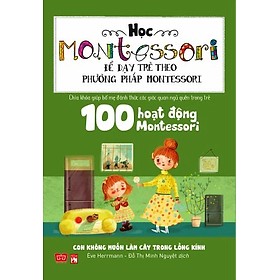 Học
Montessori
ĐỂ DẠY TRẺ THEO
PHƯƠNG PHÁP MONTESSORI
Chìa khóa giúp bố mẹ đánh thức các giác quan ngủ quên trong trẻ
100 hoạt động
Montessori
CON KHÔNG MUỐN LÀM CÂY TRONG LỒNG KÍNH
Eve Herrmann - Đỗ Thị Minh Nguyệt dịch